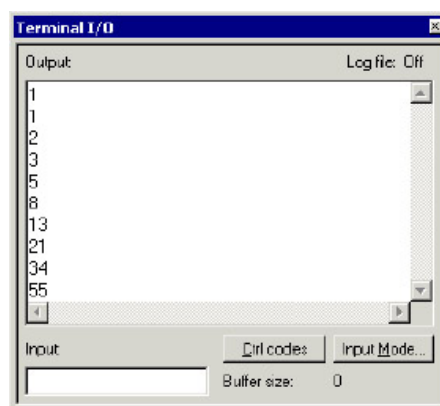 Terminal I/O
Output: Log file: Off
1
1
2
3
5
8
13
21
34
55
Input: Ctrl codes Input Mode...
Buffer size: 0